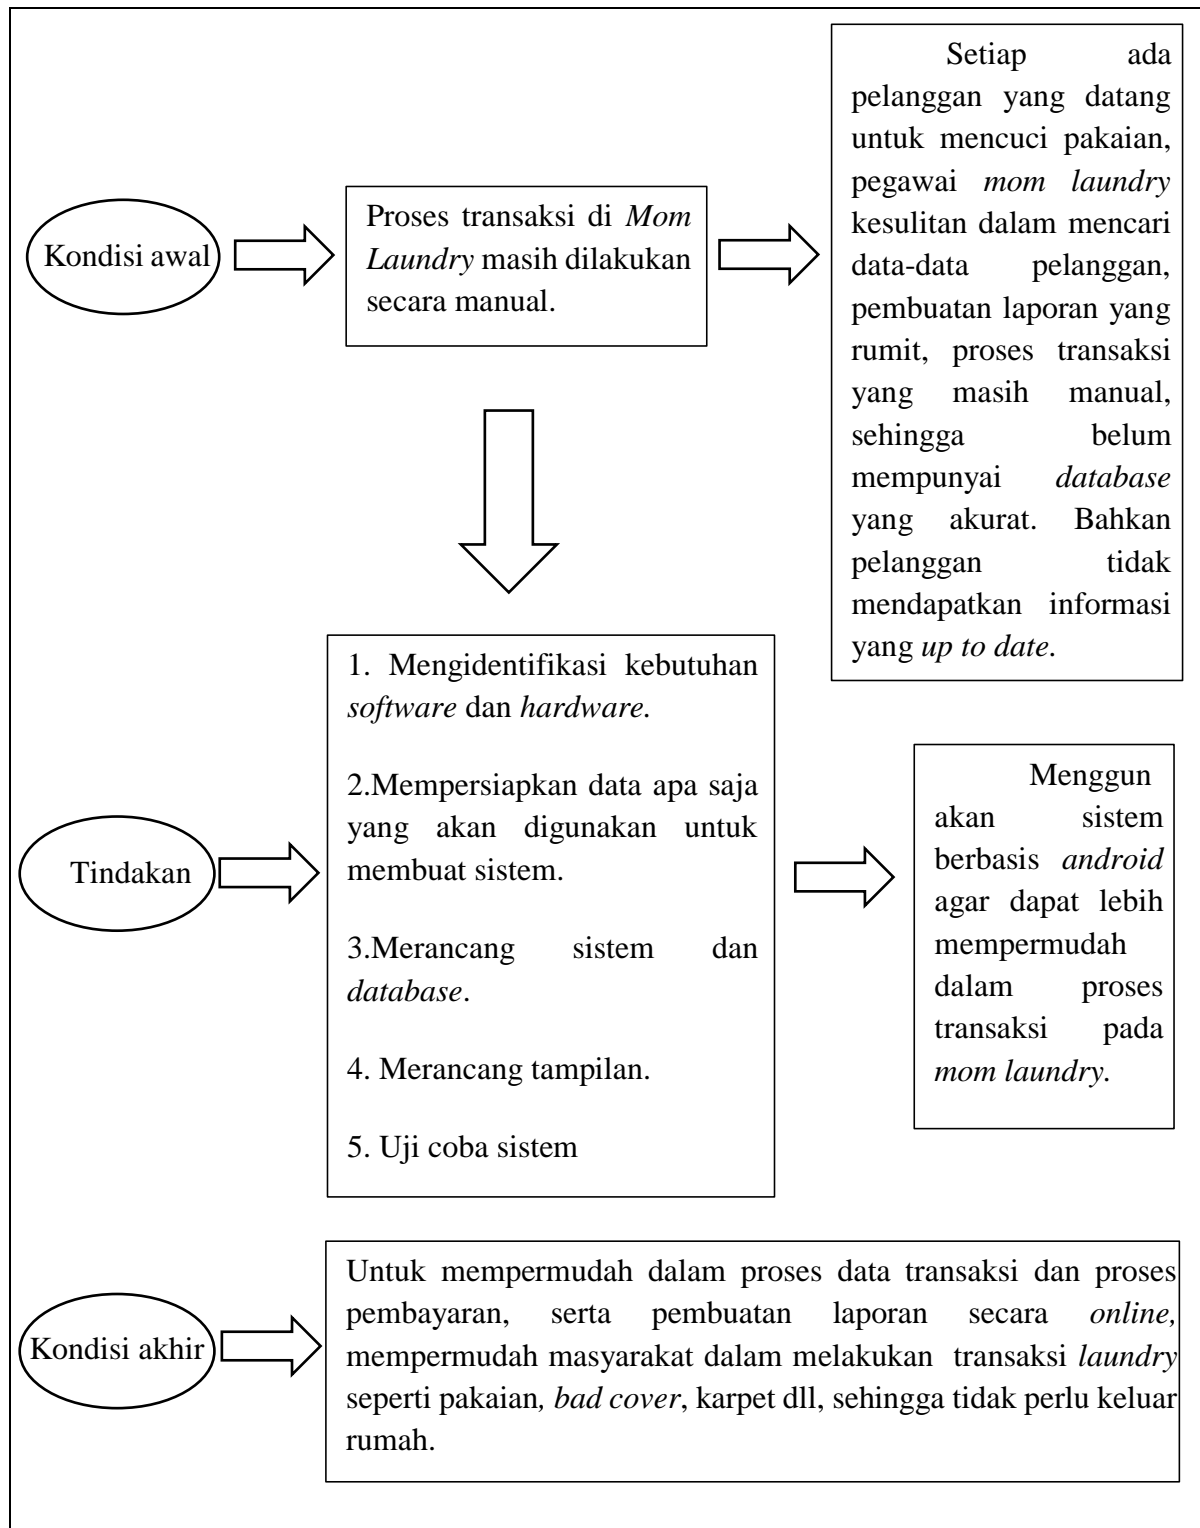 Kondisi awal
Proses transaksi di Mom
Laundry masih dilakukan
secara manual.
Setiap ada
pelanggan yang datang
untuk mencuci pakaian,
pegawai mom laundry
kesulitan dalam mencari
data-data pelanggan,
pembuatan laporan yang
rumit, proses transaksi
yang masih manual,
sehingga belum
mempunyai database
yang akurat. Bahkan
pelanggan tidak
mendapatkan informasi
yang up to date.
Tindakan
1. Mengidentifikasi kebutuhan
software dan hardware.
2.Mempersiapkan data apa saja
yang akan digunakan untuk
membuat sistem.
3.Merancang sistem dan
database.
4. Merancang tampilan.
5. Uji coba sistem
Menggun
akan sistem
berbasis android
agar dapat lebih
mempermudah
dalam proses
transaksi pada
mom laundry.
Kondisi akhir
Untuk mempermudah dalam proses data transaksi dan proses
pembayaran, serta pembuatan laporan secara online,
mempermudah masyarakat dalam melakukan transaksi laundry
seperti pakaian, bad cover, karpet dll, sehingga tidak perlu keluar
rumah.